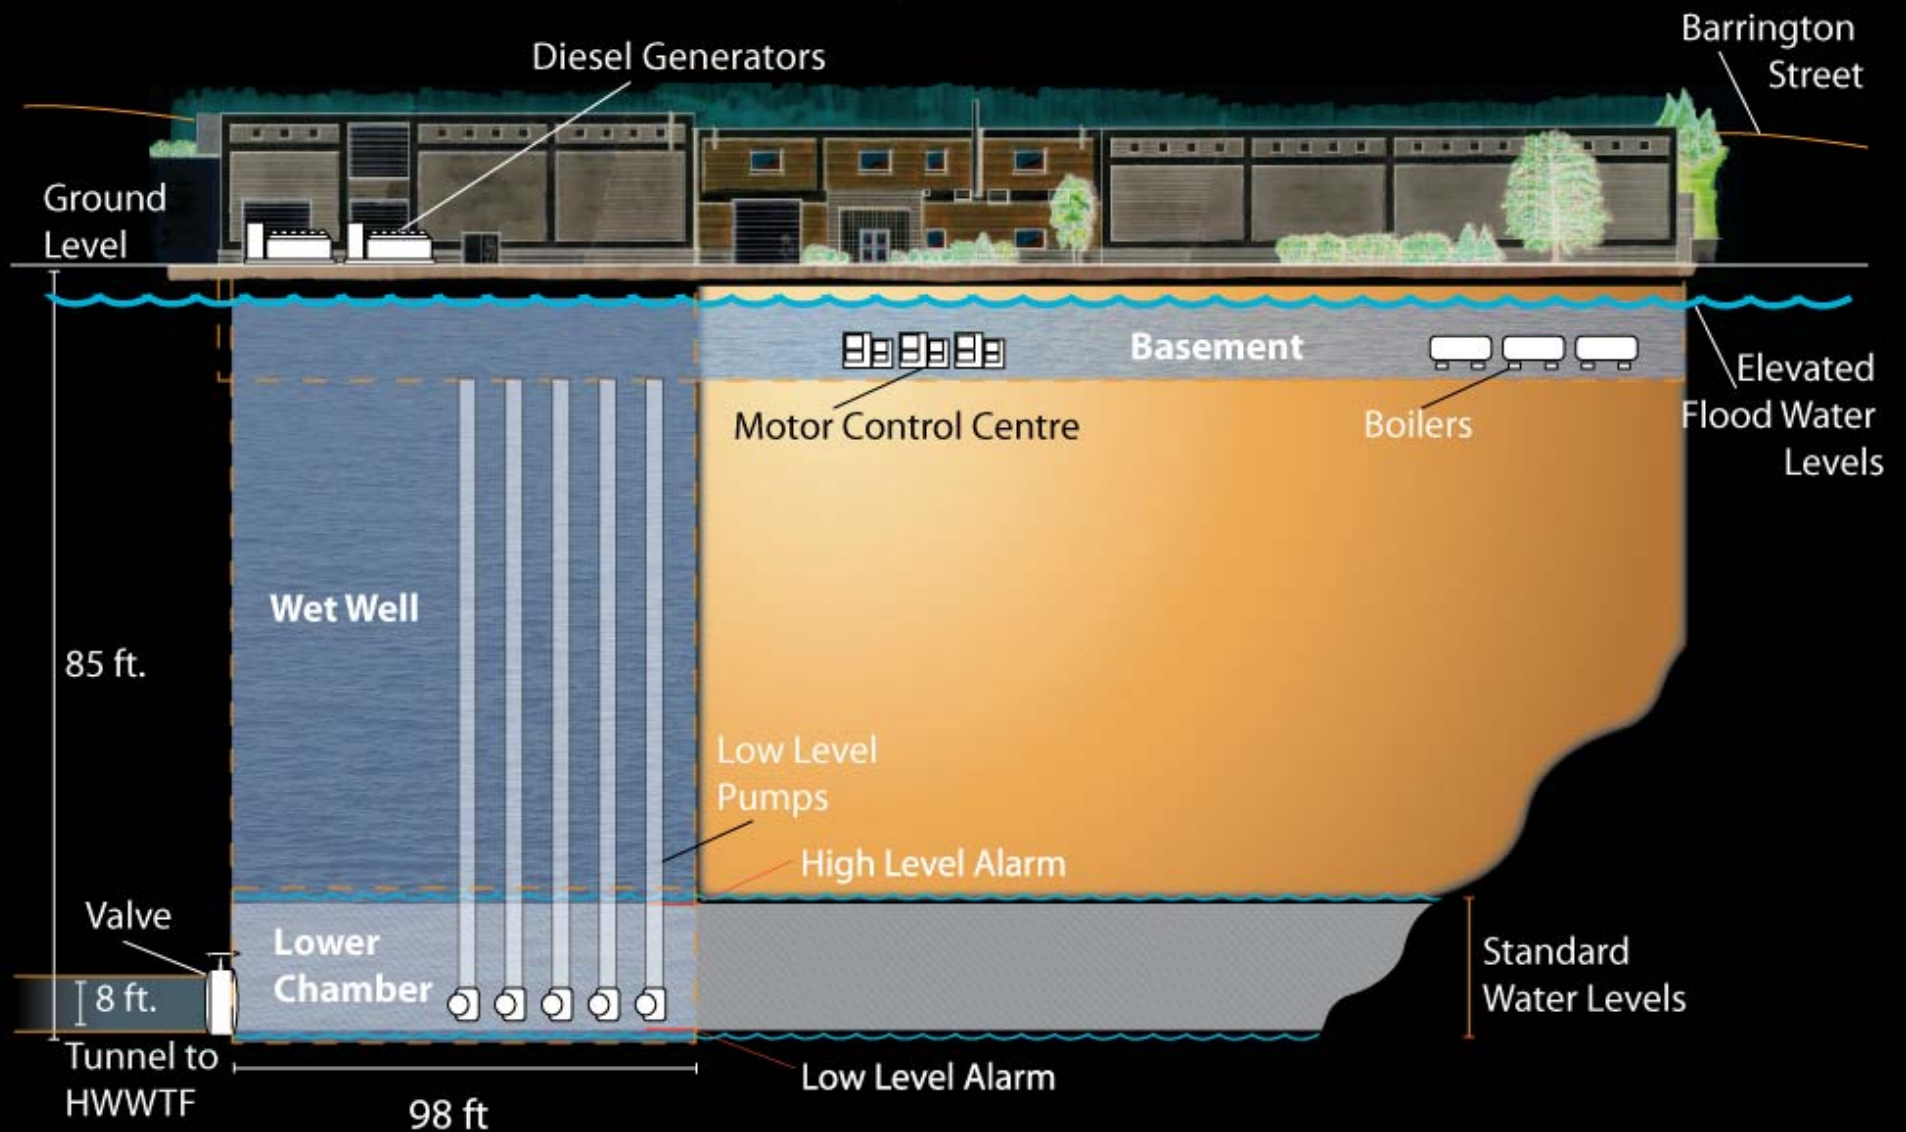 Diesel Generators
Barrington
Street
Ground
Level
Basement
Elevated
Flood Water
Levels
Motor Control Centre
Boilers
Wet Well
85 ft.
Low Level
Pumps
High Level Alarm
Valve
Lower
Chamber
Standard
Water Levels
8 ft.
Tunnel to
HWWTF
Low Level Alarm
98 ft